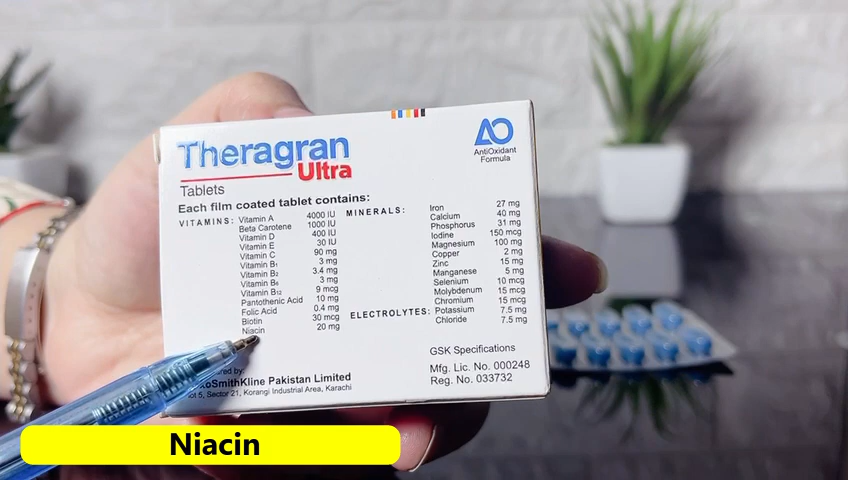 Theragran
Ultra
Tablets
AO
AntiOxidant
Formula
Each film coated tablet contains:
VITAMINS:
Vitamin A 4000 IU
Beta Carotene 1000 IU
Vitamin D 400 IU
Vitamin E 30 IU
Vitamin C 90 mg
Vitamin B₁ 3 mg
Vitamin B₂ 3.4 mg
Vitamin B₆ 3 mg
Vitamin B₁₂ 9 mcg
Pantothenic Acid 10 mg
Folic Acid 0.4 mg
Biotin 30 mcg
Niacin 20 mg
MINERALS:
Iron 27 mg
Calcium 40 mg
Phosphorus 31 mg
Iodine 150 mcg
Magnesium 100 mg
Copper 2 mg
Zinc 15 mg
Manganese 5 mg
Selenium 10 mcg
Molybdenum 15 mcg
Chromium 15 mcg
ELECTROLYTES:
Potassium 7.5 mg
Chloride 7.5 mg
GSK Specifications
Mfg. Lic. No. 000248
Reg. No. 033732
by:
oSmithKline Pakistan Limited
5, Sector 21, Korangi Industrial Area, Karachi
Niacin